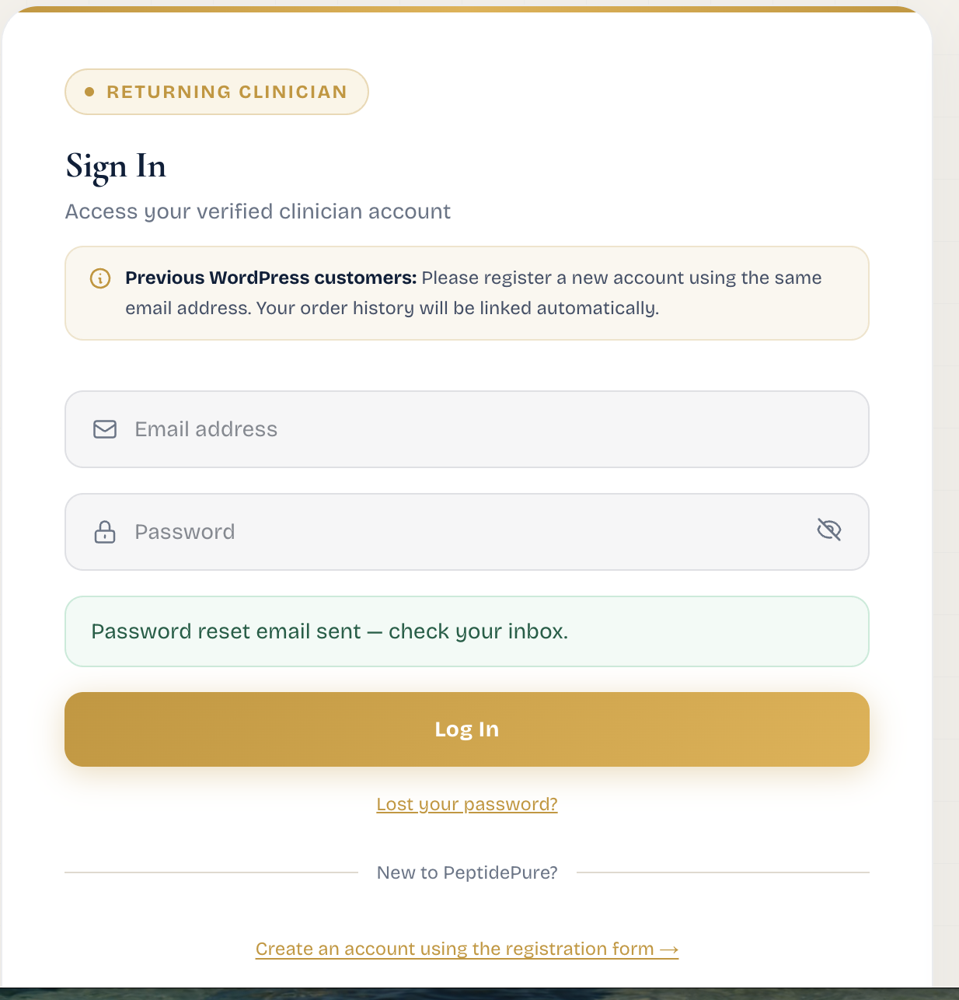 RETURNING CLINICIAN
Sign In
Access your verified clinician account
Previous WordPress customers: Please register a new account using the same
email address. Your order history will be linked automatically.
Email address
Password
Password reset email sent — check your inbox.
Log In
Lost your password?
New to PeptidePure?
Create an account using the registration form →